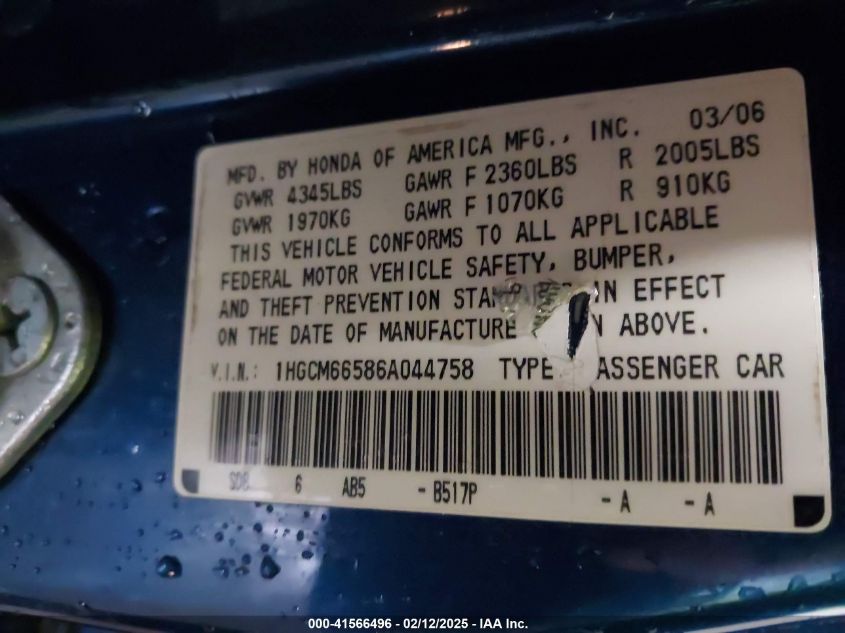 MFD. BY HONDA OF AMERICA MFG., INC. 03/06
GVWR 4345LBS GAWR F 2360LBS R 2005LBS
GVWR 1970KG GAWR F 1070KG R 910KG
THIS VEHICLE CONFORMS TO ALL APPLICABLE
FEDERAL MOTOR VEHICLE SAFETY, BUMPER,
AND THEFT PREVENTION IN EFFECT
ON THE DATE OF MANUFACTURE ABOVE.
V.I.N.: 1HGCM66586A044758 TYPE ASSENGER CAR
SD8 6 AB5 - B517P - A - A
000-41566496 - 02/12/2025 - IAA Inc.